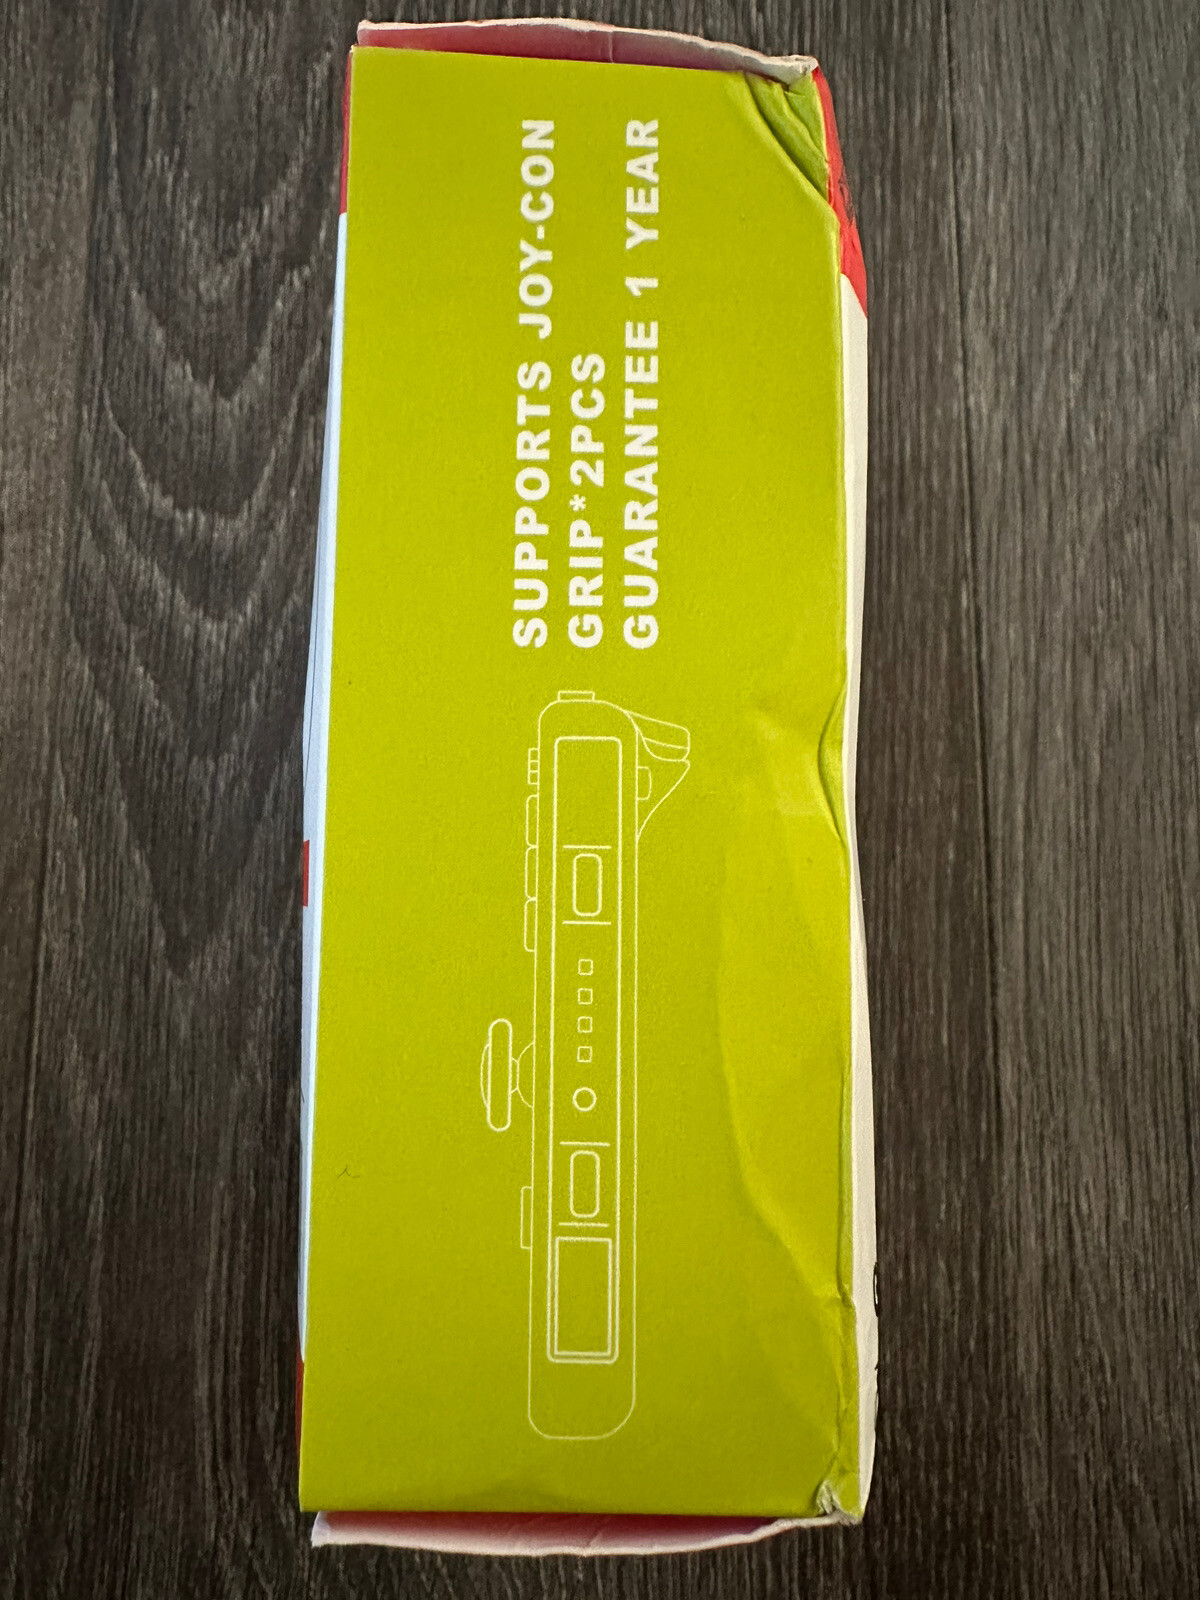 SUPPORTS JOY-CON
GRIP*2PCS
GUARANTEE 1 YEAR